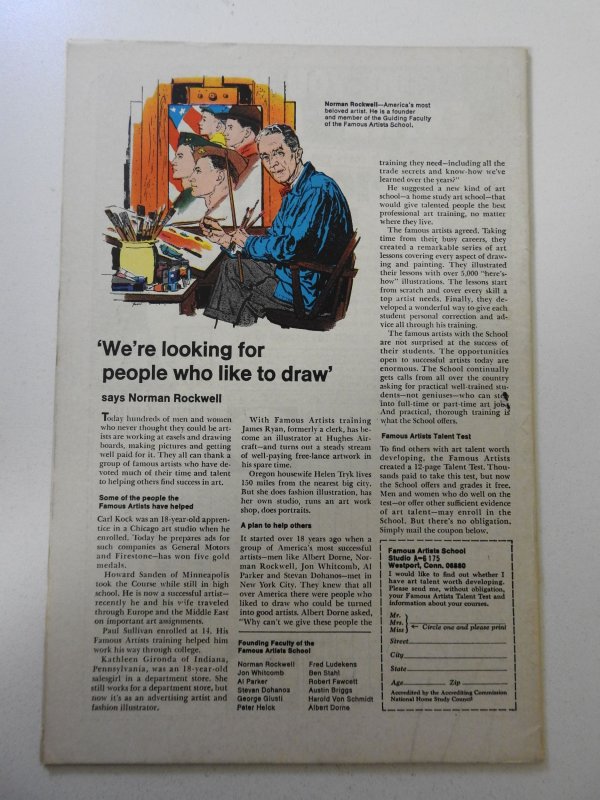 Norman Rockwell—America's most
beloved artist. He is a founder
and member of the Guiding Faculty
of the Famous Artists School.
'We're looking for
people who like to draw'
says Norman Rockwell
Today hundreds of men and women
who never thought they could be art-
ists are working at easels and drawing
boards, making pictures and getting
well paid for it. They all can thank a
group of famous artists who have de-
voted much of their time and talent
to helping others find success in art.
Some of the people the
Famous Artists have helped
Carl Kock was an 18-year-old appren-
tice in a Chicago art studio when he
enrolled. Today he prepares ads for
such companies as General Motors
and Firestone—has won five gold
medals.
Howard Sanden of Minneapolis
took the Course while still in high
school. He is now a successful artist—
recently he and his wife traveled
through Europe and the Middle East
on important art assignments.
Paul Sullivan enrolled at 14. His
Famous Artists training helped him
work his way through college.
Kathleen Gironda of Indiana,
Pennsylvania, was an 18-year-old
salesgirl in a department store. She
still works for a department store, but
now it's as an advertising artist and
fashion illustrator.
With Famous Artists training
James Ryan, formerly a clerk, has be-
come an illustrator at Hughes Air-
craft—and turns out a steady stream
of well-paying free-lance artwork in
his spare time.
Oregon housewife Helen Tryk lives
150 miles from the nearest big city.
But she does fashion illustration, has
her own studio, runs an art work
shop, does portraits.
A plan to help others
It started over 18 years ago when a
group of America's most successful
artists—men like Albert Dorne, Nor-
man Rockwell, Jon Whitcomb, Al
Parker and Stevan Dohanos—met in
New York City. They knew that all
over America there were people who
liked to draw who could be turned
into good artists. Albert Dorne asked,
"Why can't we give these people the
Founding Faculty of the
Famous Artists School
Norman Rockwell
Jon Whitcomb
Al Parker
Stevan Dohanos
George Giusti
Peter Helck
Fred Ludekens
Ben Stahl
Robert Fawcett
Austin Briggs
Harold Von Schmidt
Albert Dorne
training they need—including all the
trade secrets and know-how we've
learned over the years?"
He suggested a new kind of art
school—a home study art school—that
would give talented people the best
professional art training, no matter
where they live.
The famous artists agreed. Taking
time from their busy careers, they
created a remarkable series of art
lessons covering every aspect of draw-
ing and painting. They illustrated
their lessons with over 5,000 "here's-
how" illustrations. The lessons start
from scratch and cover every skill a
top artist needs. Finally, they de-
veloped a wonderful way to give each
student personal correction and ad-
vice all through his training.
The famous artists with the School
are not surprised at the success of
their students. The opportunities
open to successful artists today are
enormous. The School continually
gets calls from all over the country
asking for practical well-trained stu-
dents—not geniuses—who can step
into full-time or part-time art jobs.
And practical, thorough training is
what the School offers.
Famous Artists Talent Test
To find others with art talent worth
developing, the Famous Artists
created a 12-page Talent Test. Thou-
sands paid to take this test, but now
the School offers and grades it free.
Men and women who do well on the
test—or offer other sufficient evidence
of art talent—may enroll in the
School. But there's no obligation.
Simply mail the coupon below.
Famous Artists School
Studio A-6175
Westport, Conn. 06880
I would like to find out whether I
have art talent worth developing.
Please send me, without obligation,
your Famous Artists Talent Test and
information about your courses.
Mr.
Mrs. ← Circle one and please print
Miss
Street
City
State
Age Zip
Accredited by the Accrediting Commission
National Home Study Council